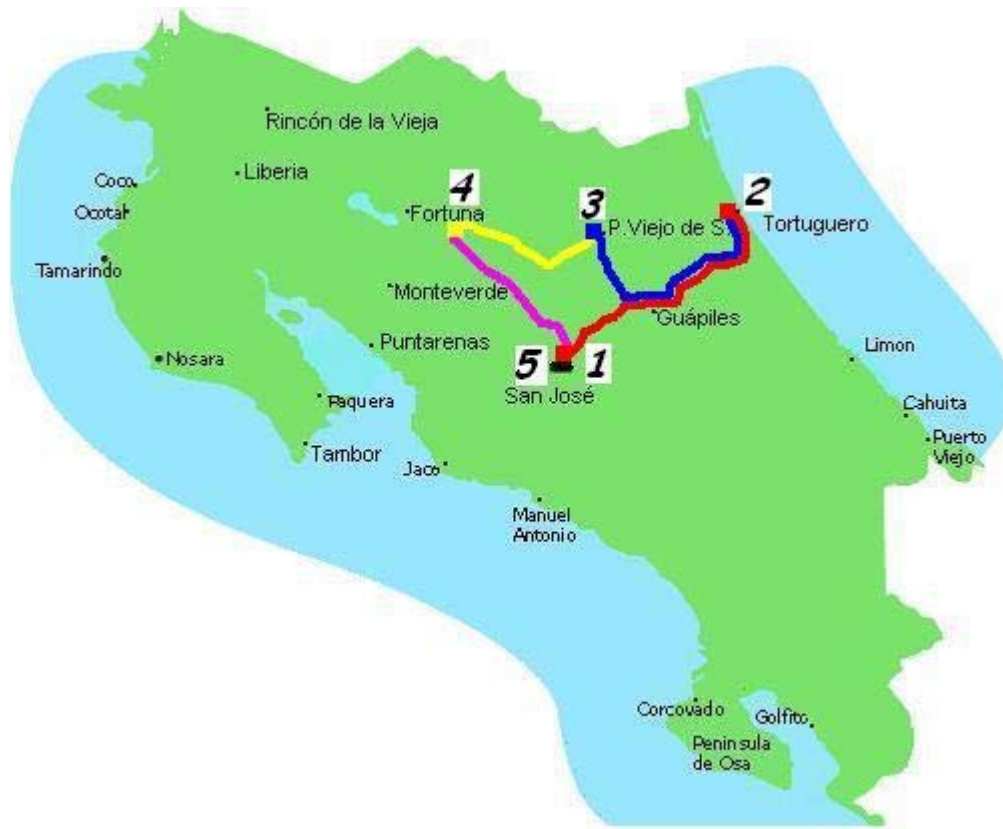 Rincón de la Vieja
Liberia
Coco
Ocotal
4
Fortuna
3
P.Viejo de S
2
Tortuguero
Tamarindo
Monteverde
Guápiles
Puntarenas
Nosara
5
1
San José
Limon
Paquera
Cahuita
Tambor
Puerto
Viejo
Jaco
Manuel
Antonio
Corcovado
Golfito
Peninsula
de Osa